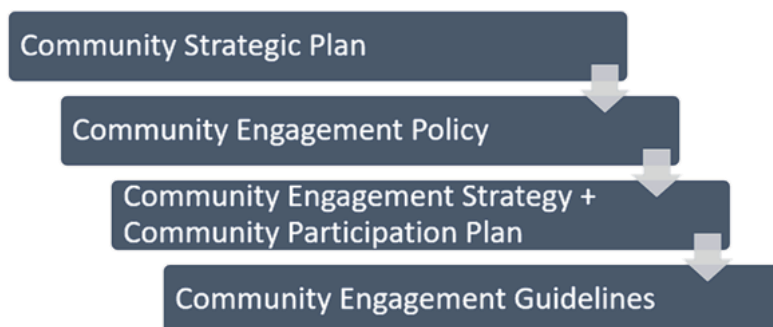 Community Strategic Plan
Community Engagement Policy
Community Engagement Strategy +
Community Participation Plan
Community Engagement Guidelines